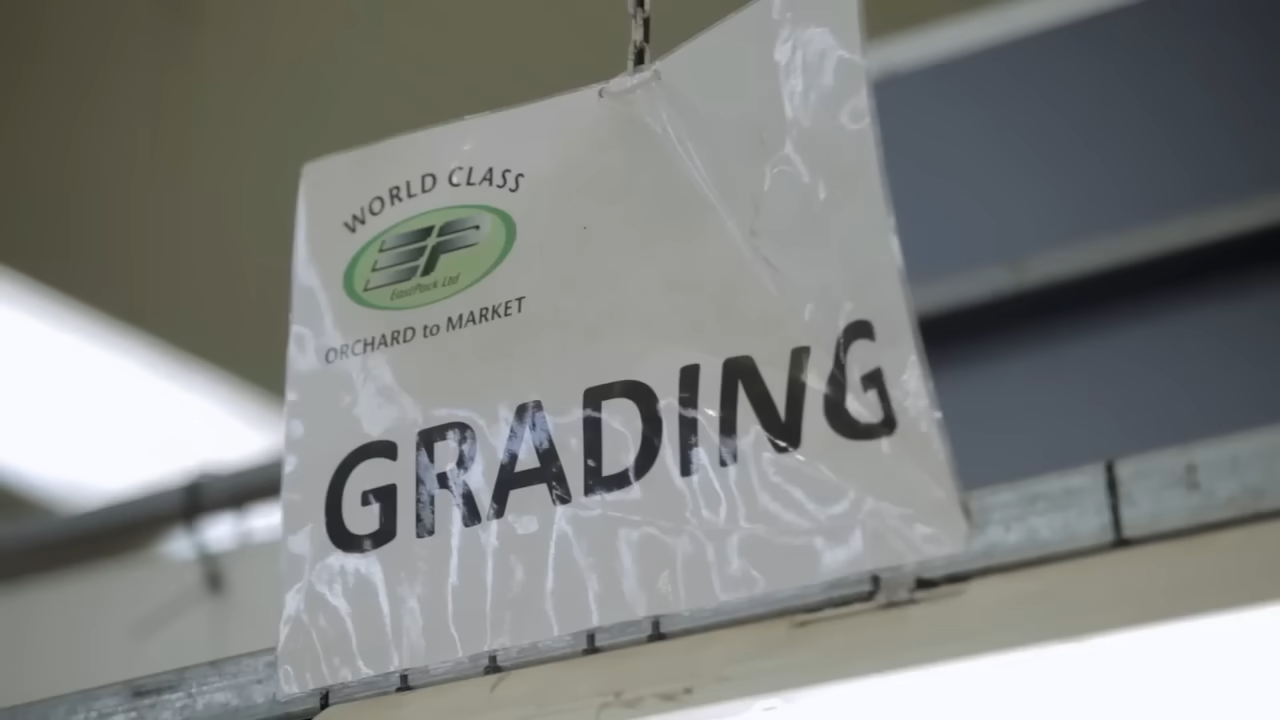 WORLD CLASS
EP
EastPack Ltd
ORCHARD to MARKET
GRADING